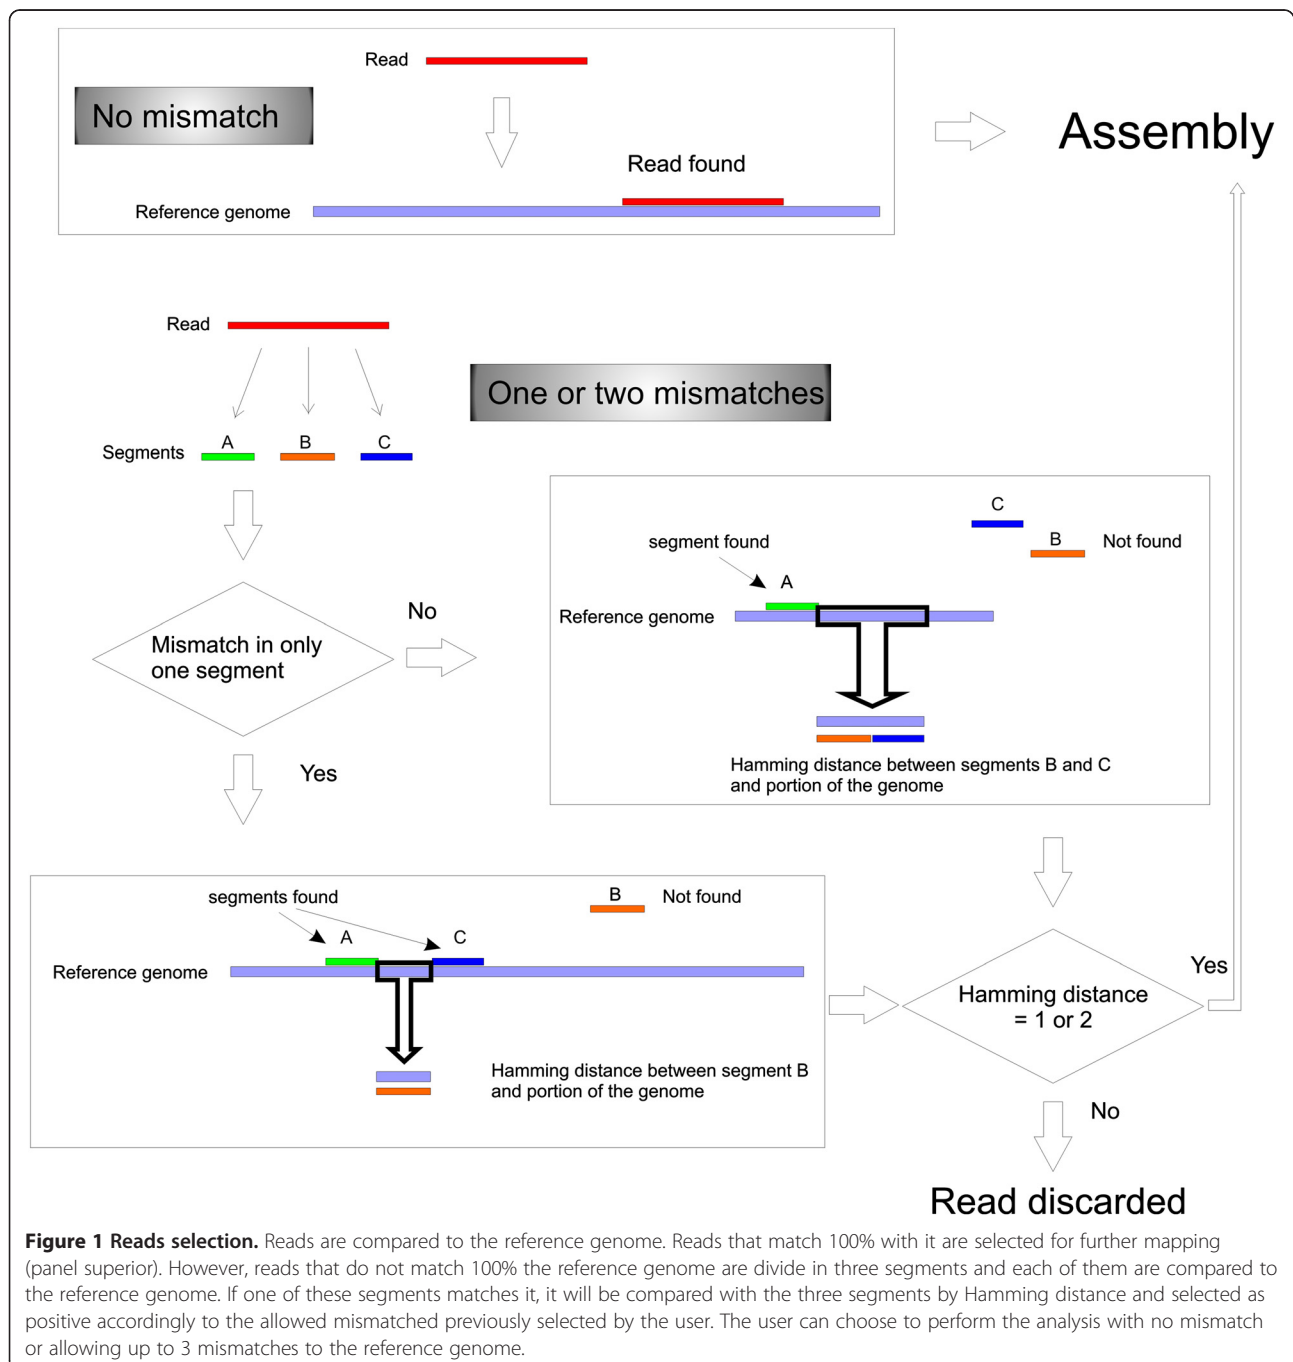 Read
No mismatch
Read found
Reference genome
Assembly
Read
One or two mismatches
Segments
A
B
C
Mismatch in only
one segment
No
Yes
C
B
Not found
segment found
A
Reference genome
Hamming distance between segments B and C
and portion of the genome
segments found
B
Not found
A
C
Reference genome
Hamming distance between segment B
and portion of the genome
Hamming distance
= 1 or 2
Yes
No
Read discarded
Figure 1 Reads selection. Reads are compared to the reference genome. Reads that match 100% with it are selected for further mapping
(panel superior). However, reads that do not match 100% the reference genome are divide in three segments and each of them are compared to
the reference genome. If one of these segments matches it, it will be compared with the three segments by Hamming distance and selected as
positive accordingly to the allowed mismatched previously selected by the user. The user can choose to perform the analysis with no mismatch
or allowing up to 3 mismatches to the reference genome.